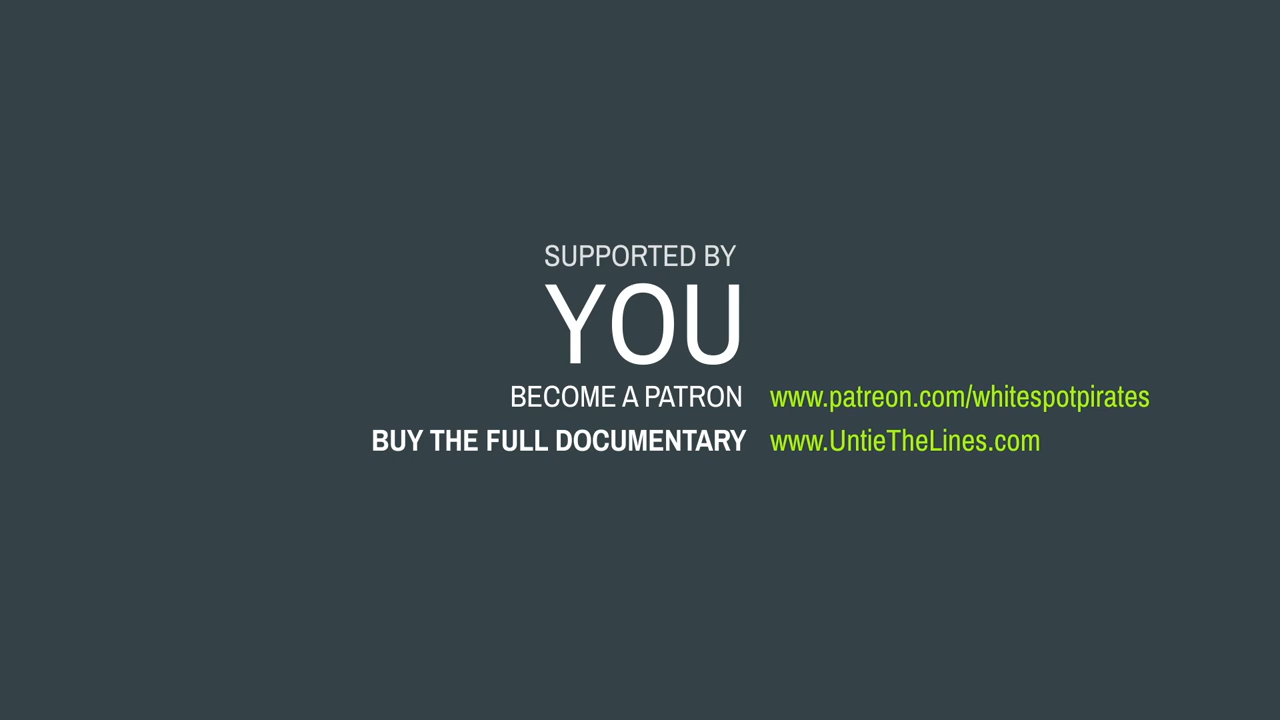 SUPPORTED BY
YOU
BECOME A PATRON www.patreon.com/whitespotpirates
BUY THE FULL DOCUMENTARY www.UntieTheLines.com